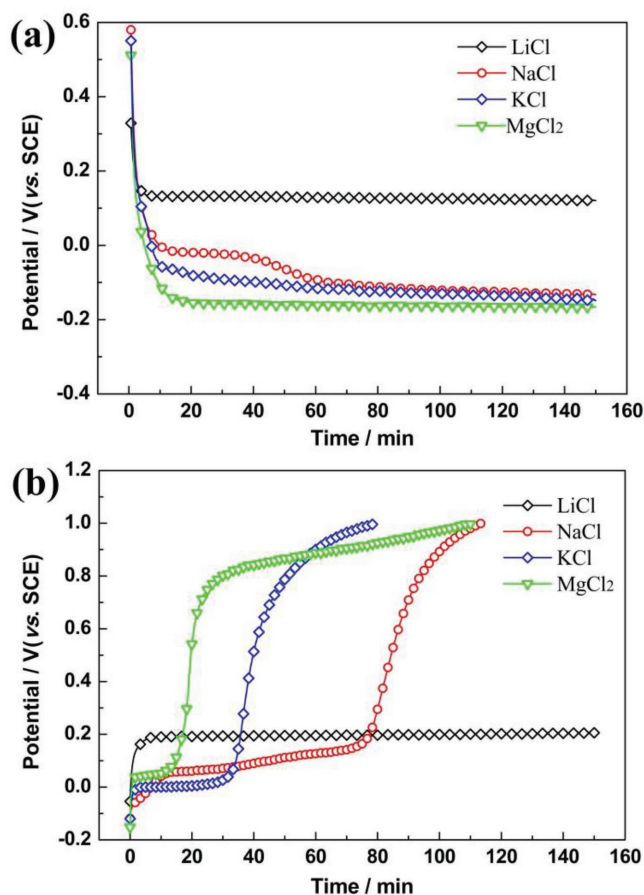 (a)
0.6
0.4
0.2
0.0
-0.2
-0.4
Potential / V(vs. SCE)
LiCl
NaCl
KCl
MgCl2
0 20 40 60 80 100 120 140 160
Time / min
(b)
1.2
1.0
0.8
0.6
0.4
0.2
0.0
-0.2
Potential / V(vs. SCE)
LiCl
NaCl
KCl
MgCl2
0 20 40 60 80 100 120 140 160
Time / min